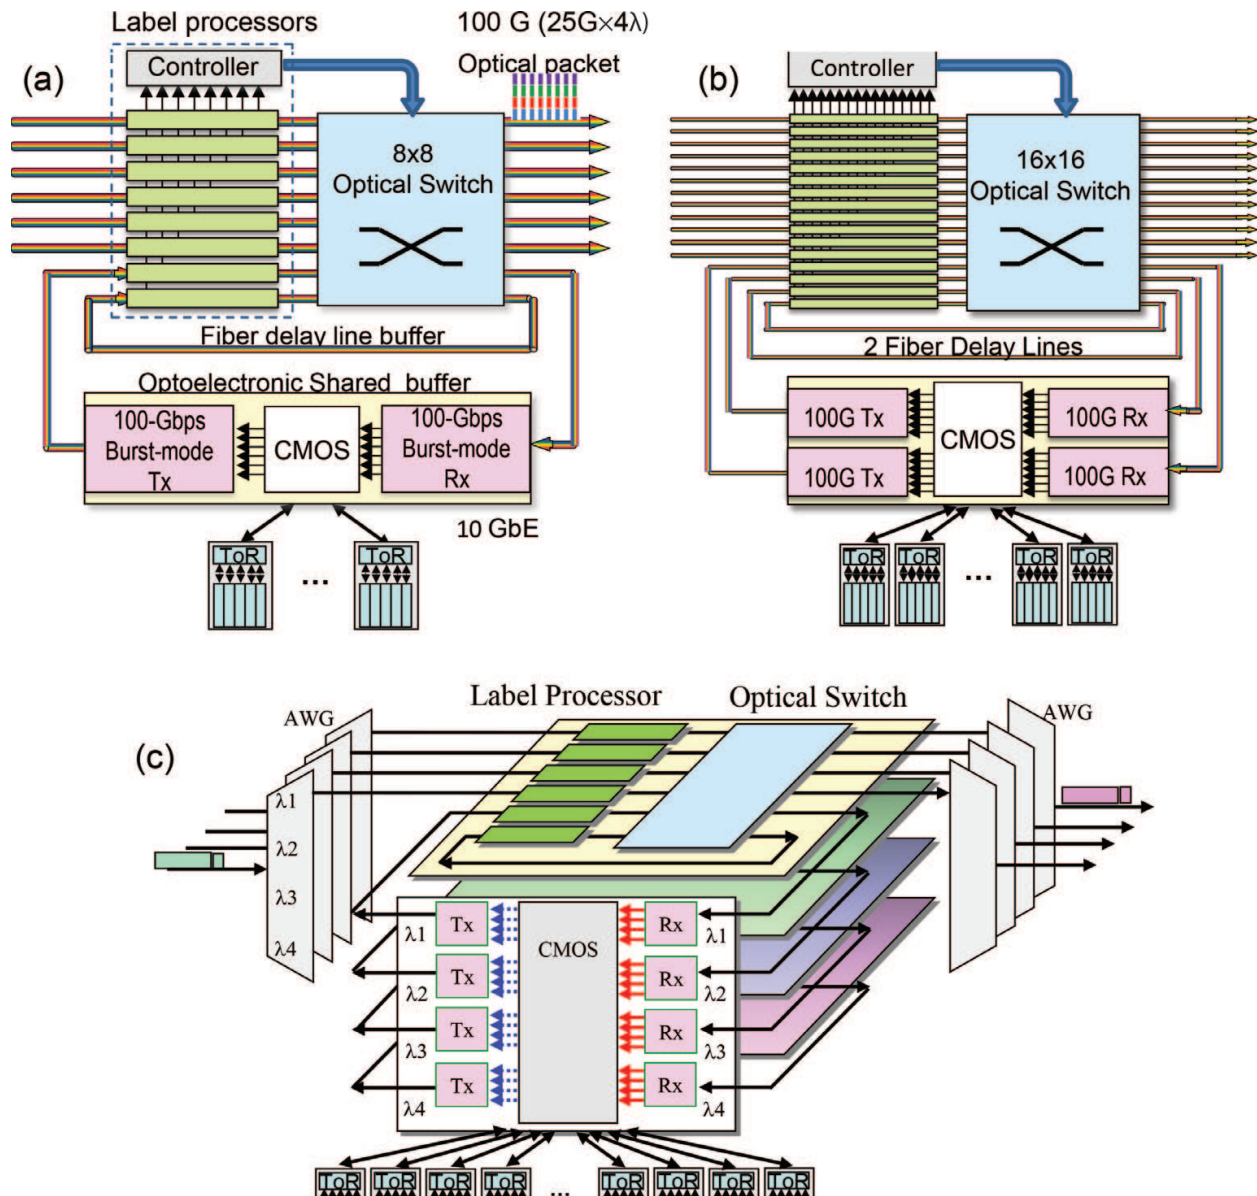 Label processors
100 G (25G×4λ)
Optical packet
(a)
Controller
8x8
Optical Switch
Fiber delay line buffer
Optoelectronic Shared buffer
100-Gbps
Burst-mode
Tx
CMOS
100-Gbps
Burst-mode
Rx
10 GbE
ToR
...
ToR
(b)
Controller
16x16
Optical Switch
2 Fiber Delay Lines
100G Tx
CMOS
100G Rx
100G Tx
100G Rx
ToR
ToR
...
ToR
ToR
(c)
Label Processor
Optical Switch
AWG
AWG
λ1
λ2
λ3
λ4
Tx
CMOS
Rx
λ1
λ1
Tx
Rx
λ2
λ2
Tx
Rx
λ3
λ3
Tx
Rx
λ4
λ4
ToR
ToR
ToR
ToR
...
ToR
ToR
ToR
ToR